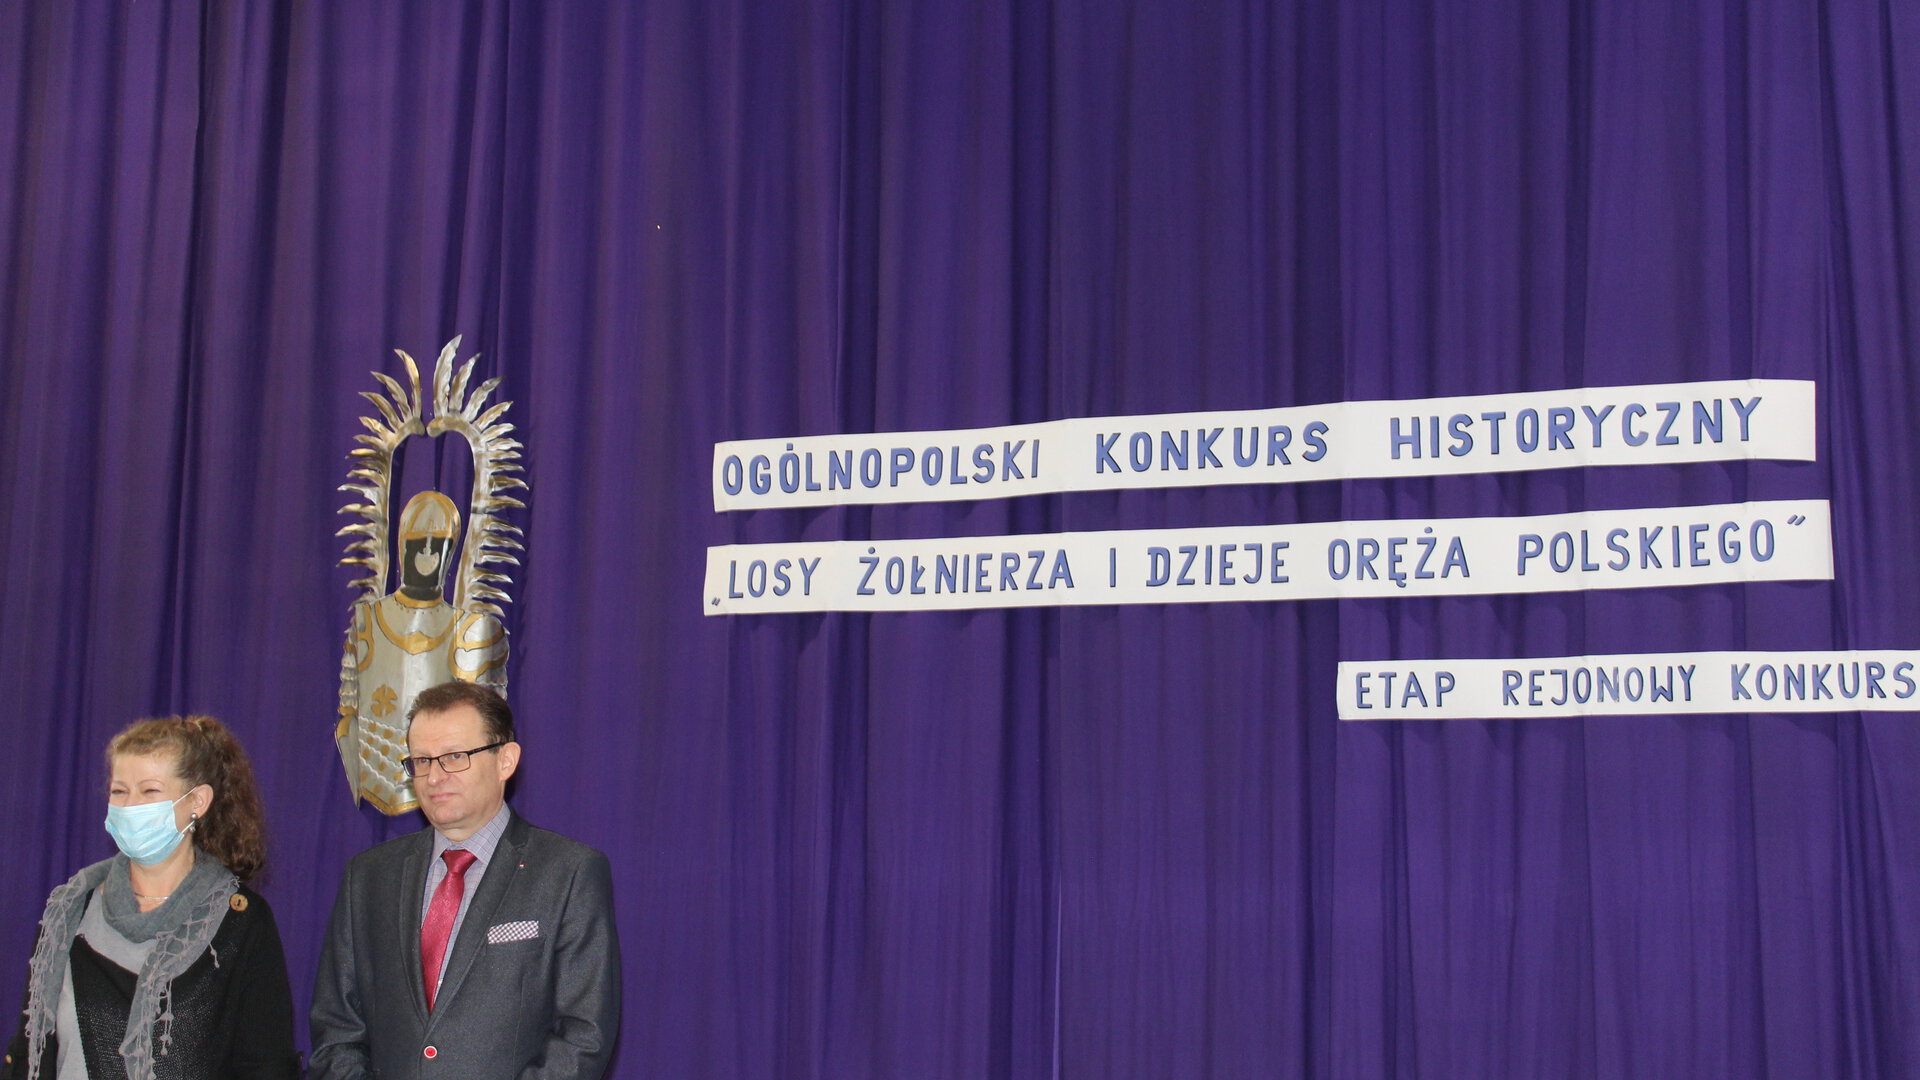 OGÓLNOPOLSKI KONKURS HISTORYCZNY
„LOSY ŻOŁNIERZA I DZIEJE ORĘŻA POLSKIEGO”
ETAP REJONOWY KONKURS